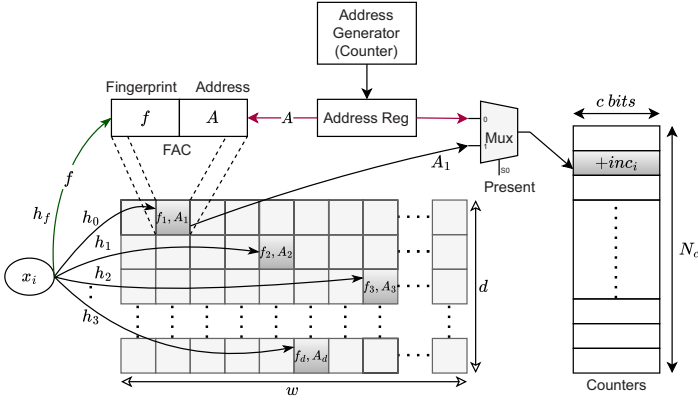 Address
Generator
(Counter)
Fingerprint Address
f A
A
Address Reg
FAC
0
1
Mux
S0
Present
c bits
+inc_i
N_c
Counters
f
h_f
A_1
h_0
h_1
h_2
h_3
x_i
f_1, A_1
f_2, A_2
f_3, A_3
f_d, A_d
d
w